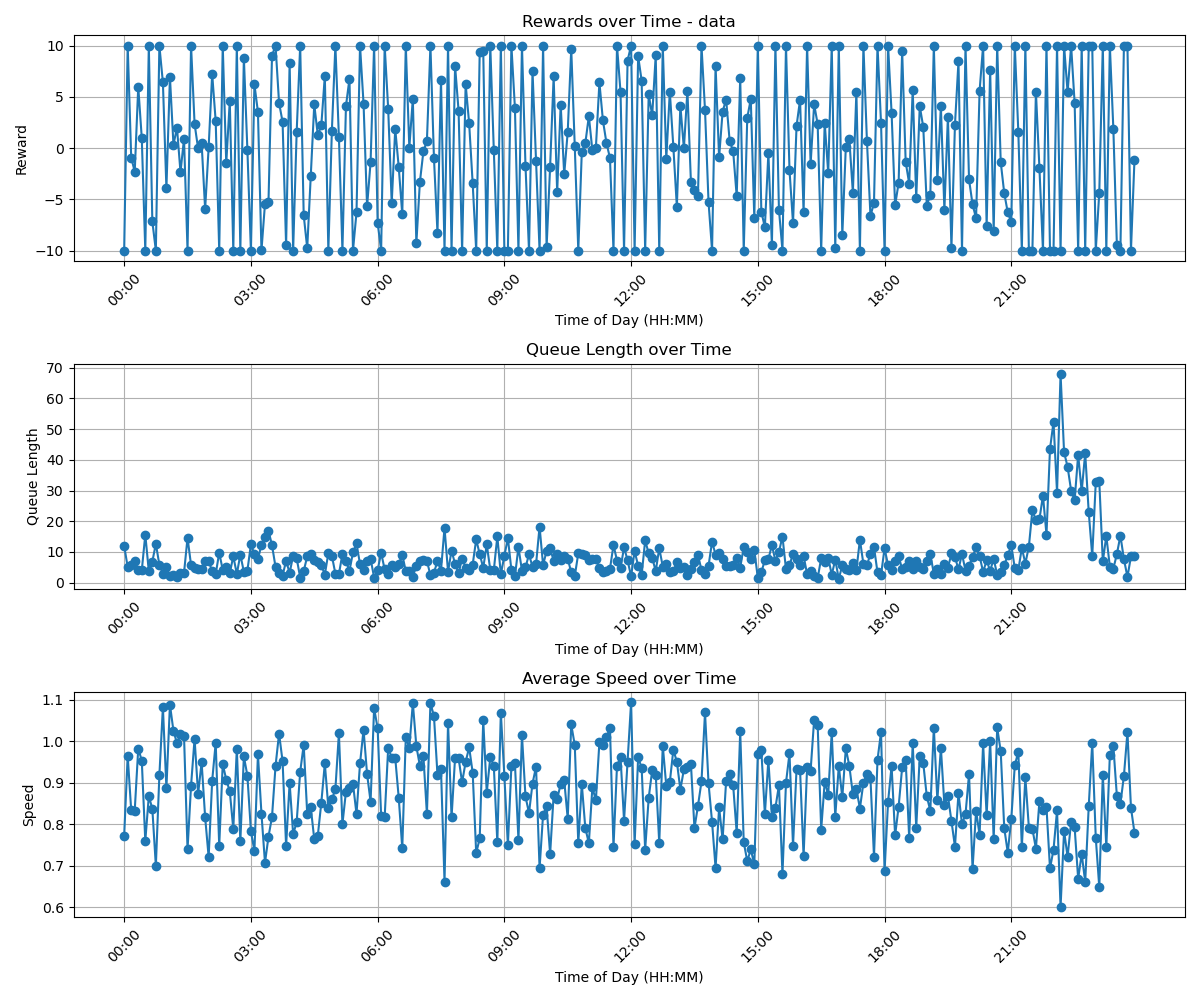 Rewards over Time - data
Reward
10
5
0
−5
−10
00:00 03:00 06:00 09:00 12:00 15:00 18:00 21:00
Time of Day (HH:MM)
Queue Length over Time
Queue Length
70
60
50
40
30
20
10
0
00:00 03:00 06:00 09:00 12:00 15:00 18:00 21:00
Time of Day (HH:MM)
Average Speed over Time
Speed
1.1
1.0
0.9
0.8
0.7
0.6
00:00 03:00 06:00 09:00 12:00 15:00 18:00 21:00
Time of Day (HH:MM)